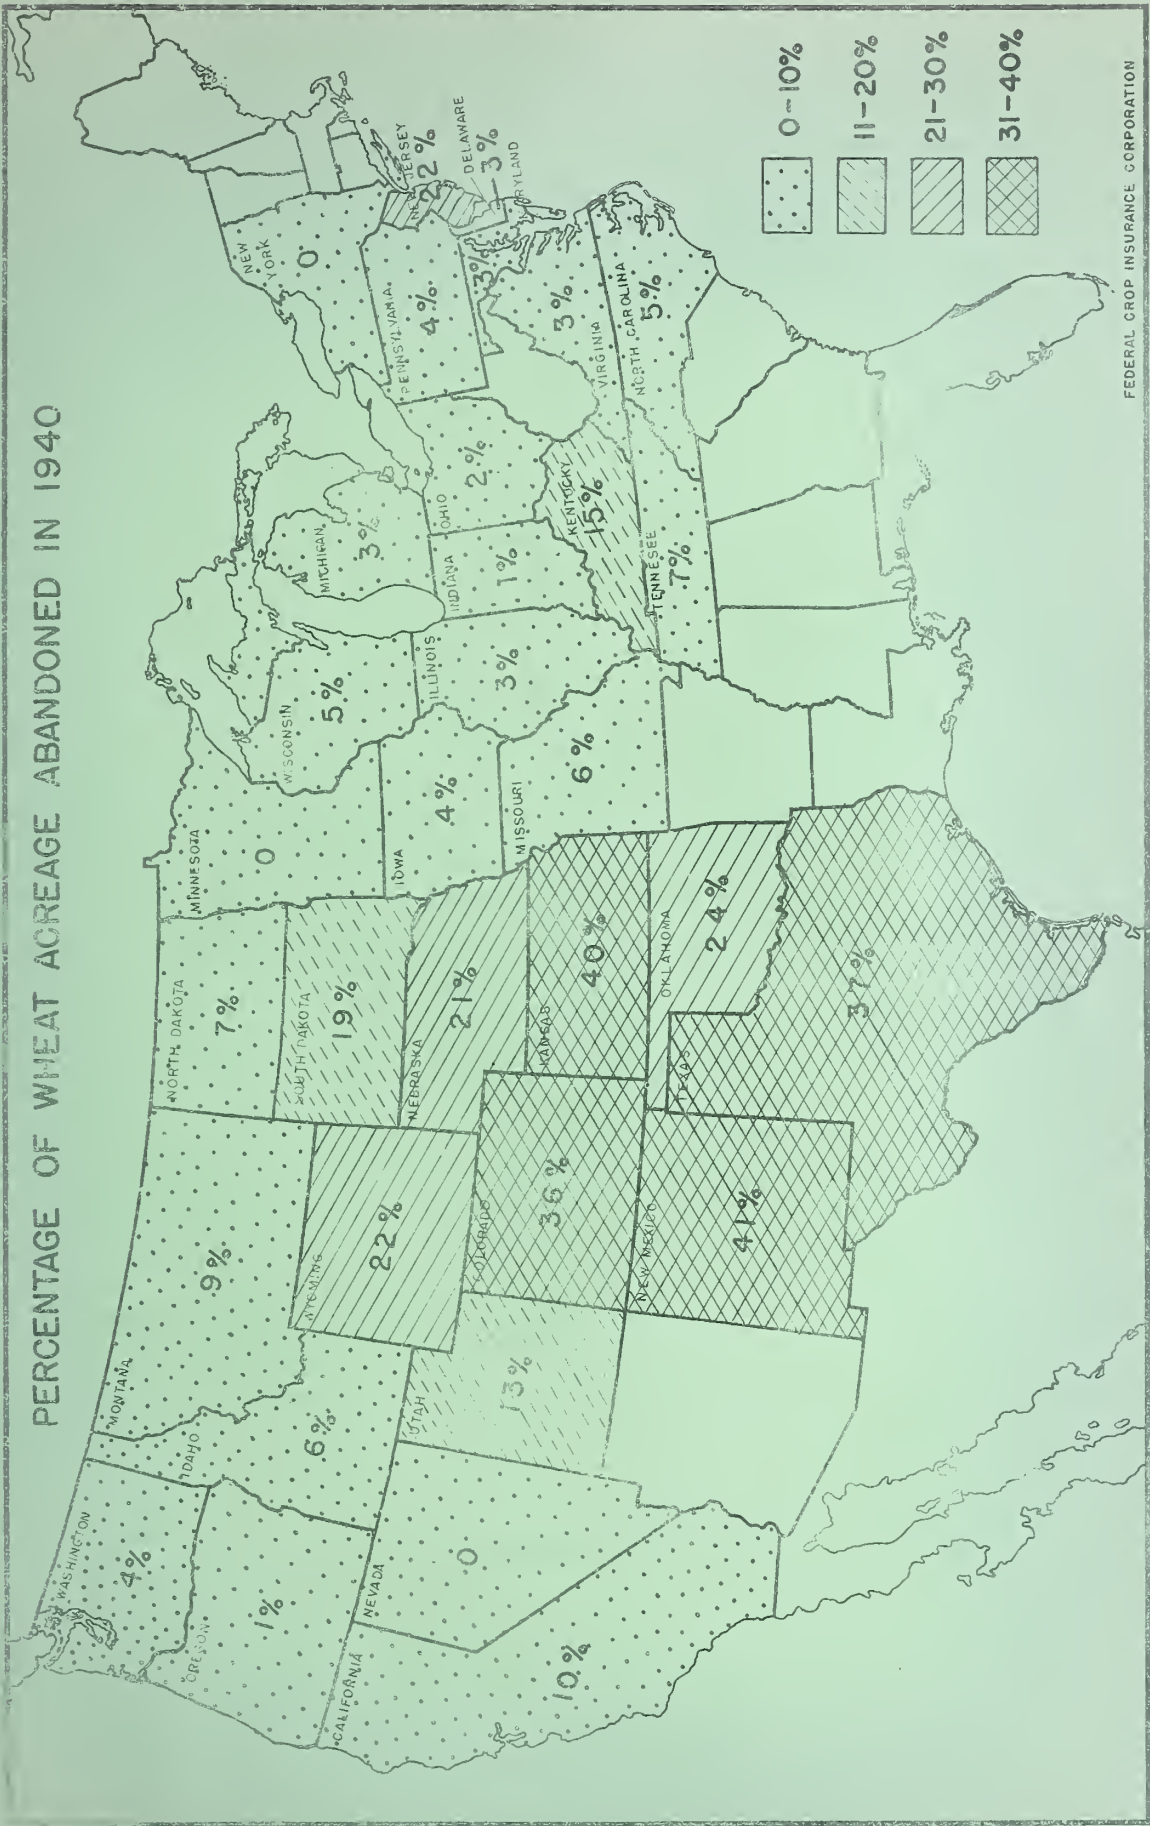 PERCENTAGE OF WHEAT ACREAGE ABANDONED IN 1940
WASHINGTON
4%
OREGON
1%
CALIFORNIA
10%
NEVADA
0
IDAHO
6%
MONTANA
9%
WYOMING
22%
UTAH
13%
COLORADO
36%
NEW MEXICO
41%
NORTH DAKOTA
7%
SOUTH DAKOTA
19%
NEBRASKA
21%
KANSAS
40%
OKLAHOMA
24%
TEXAS
37%
MINNESOTA
0
IOWA
4%
MISSOURI
6%
WISCONSIN
5%
ILLINOIS
3%
MICHIGAN
3%
INDIANA
1%
OHIO
2%
KENTUCKY
15%
TENNESEE
7%
NEW
YORK
0
PENNSYLVANIA
4%
NEW JERSEY
22%
DELAWARE
3%
RYLAND
3%
VIRGINIA
3%
NORTH CAROLINA
5%
0-10%
11-20%
21-30%
31-40%
FEDERAL CROP INSURANCE CORPORATION